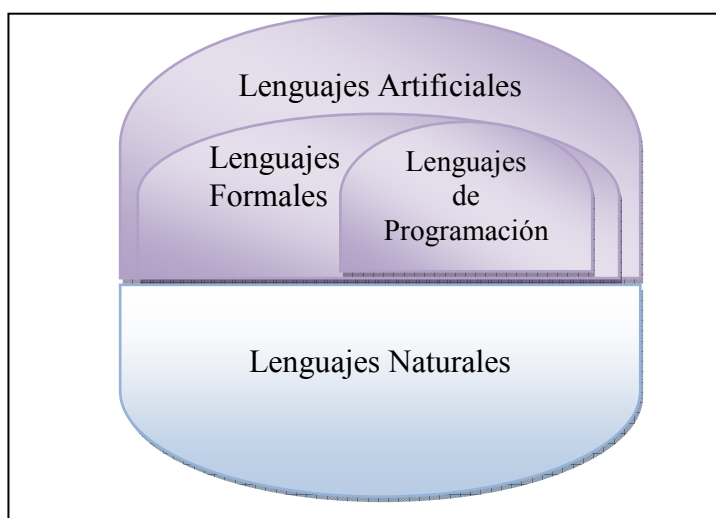 Lenguajes Artificiales
Lenguajes
Formales
Lenguajes
de
Programación
Lenguajes Naturales